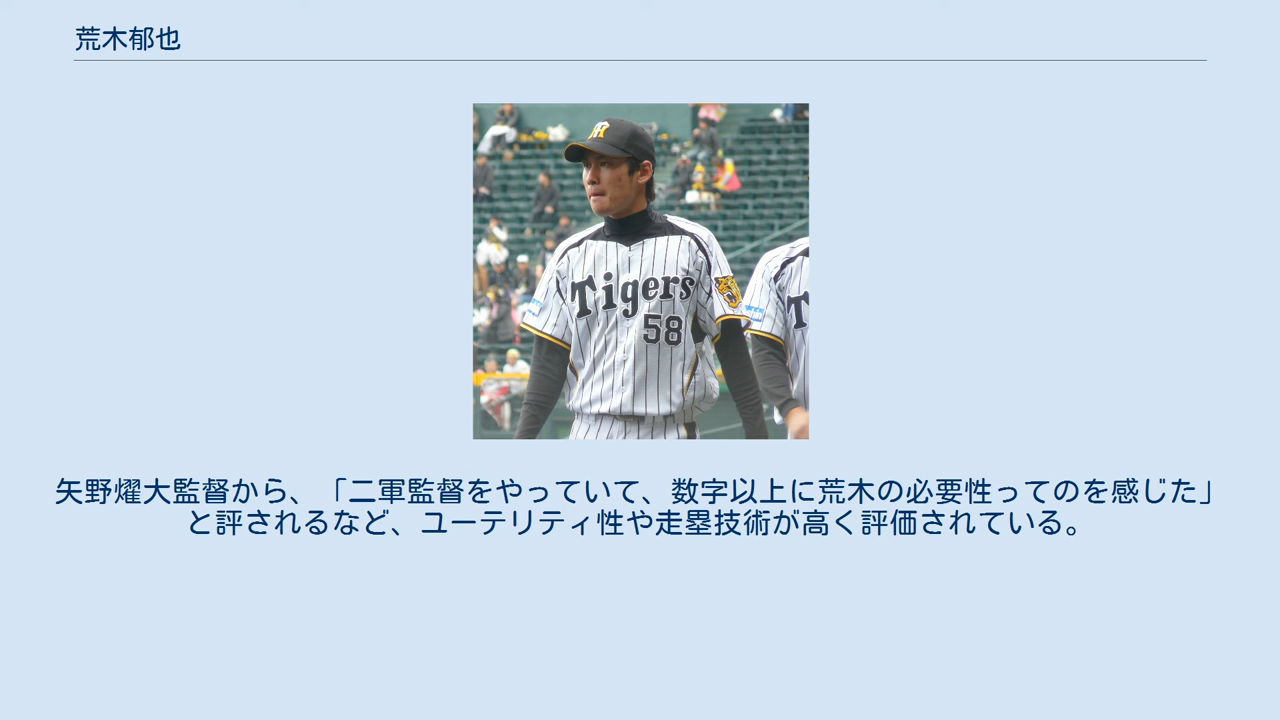 荒木郁也
Tigers
58
T
矢野燿大監督から、「二軍監督をやっていて、数字以上に荒木の必要性ってのを感じた」
と評されるなど、ユーテリティ性や走塁技術が高く評価されている。